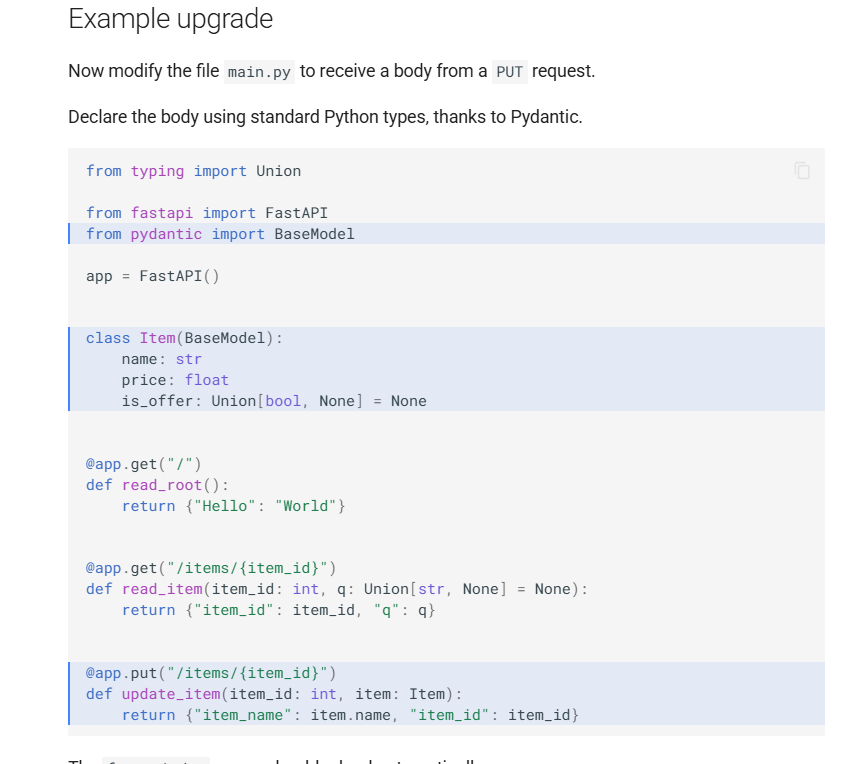 Example upgrade
Now modify the file main.py to receive a body from a PUT request.
Declare the body using standard Python types, thanks to Pydantic.
from typing import Union
from fastapi import FastAPI
from pydantic import BaseModel
app = FastAPI()
class Item(BaseModel):
    name: str
    price: float
    is_offer: Union[bool, None] = None
@app.get("/")
def read_root():
    return {"Hello": "World"}
@app.get("/items/{item_id}")
def read_item(item_id: int, q: Union[str, None] = None):
    return {"item_id": item_id, "q": q}
@app.put("/items/{item_id}")
def update_item(item_id: int, item: Item):
    return {"item_name": item.name, "item_id": item_id}